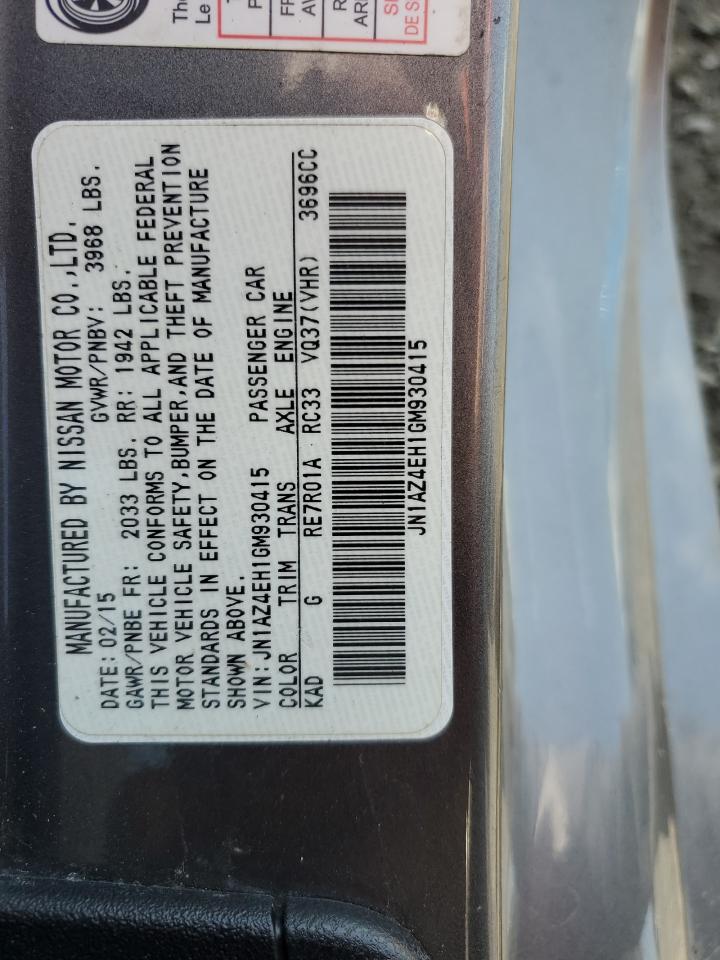 MANUFACTURED BY NISSAN MOTOR CO.,LTD.
DATE: 02/15 GVWR/PNBV: 3968 LBS.
GAWR/PNBE FR: 2033 LBS. RR: 1942 LBS.
THIS VEHICLE CONFORMS TO ALL APPLICABLE FEDERAL
MOTOR VEHICLE SAFETY,BUMPER,AND THEFT PREVENTION
STANDARDS IN EFFECT ON THE DATE OF MANUFACTURE
SHOWN ABOVE.
VIN: JN1AZ4EH1GM930415 PASSENGER CAR
COLOR TRIM TRANS AXLE ENGINE
KAD G RE7R01A RC33 VQ37(VHR) 3696CC
JN1AZ4EH1GM930415
Le
DE S